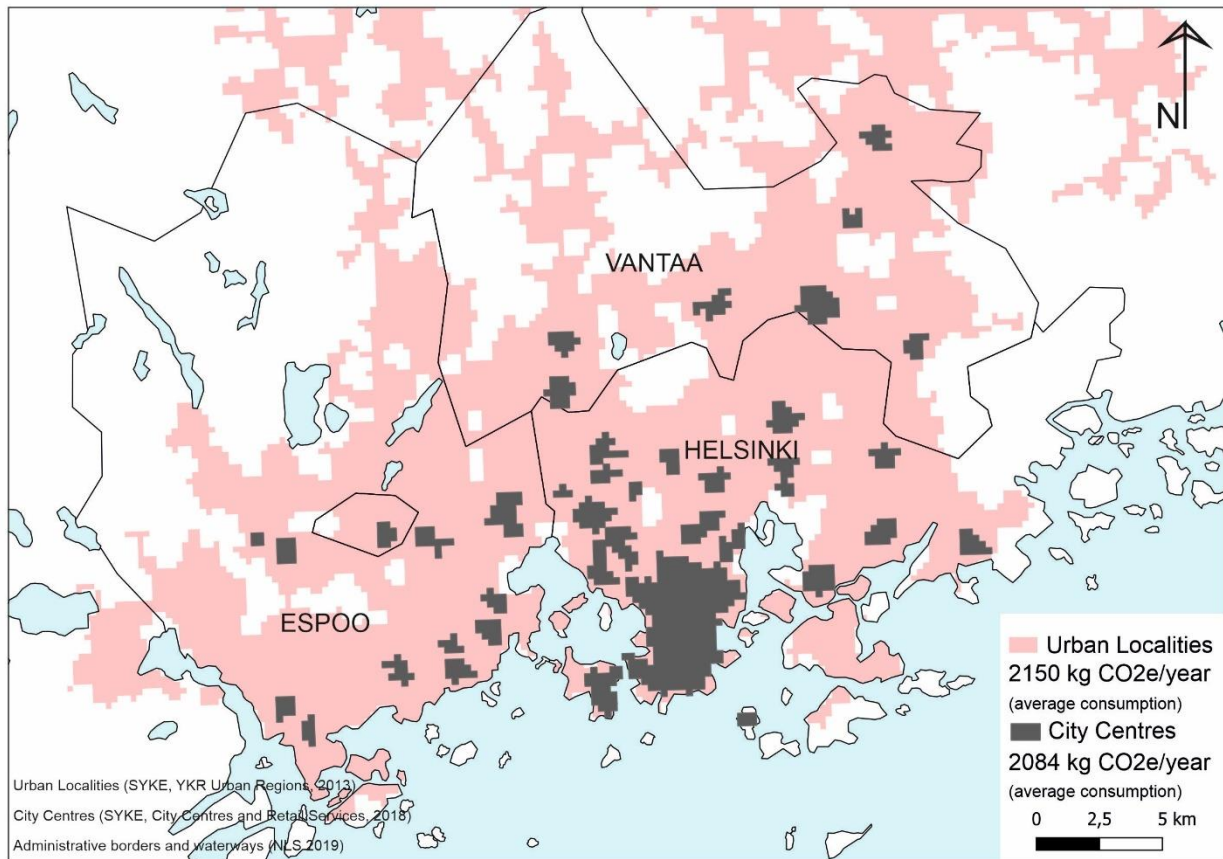 N
VANTAA
HELSINKI
ESPOO
Urban Localities
2150 kg CO2e/year
(average consumption)
City Centres
2084 kg CO2e/year
(average consumption)
0 2,5 5 km
Urban Localities (SYKE, YKR Urban Regions, 2013)
City Centres (SYKE, City Centres and Retail Services, 2018)
Administrative borders and waterways (NLS 2019)